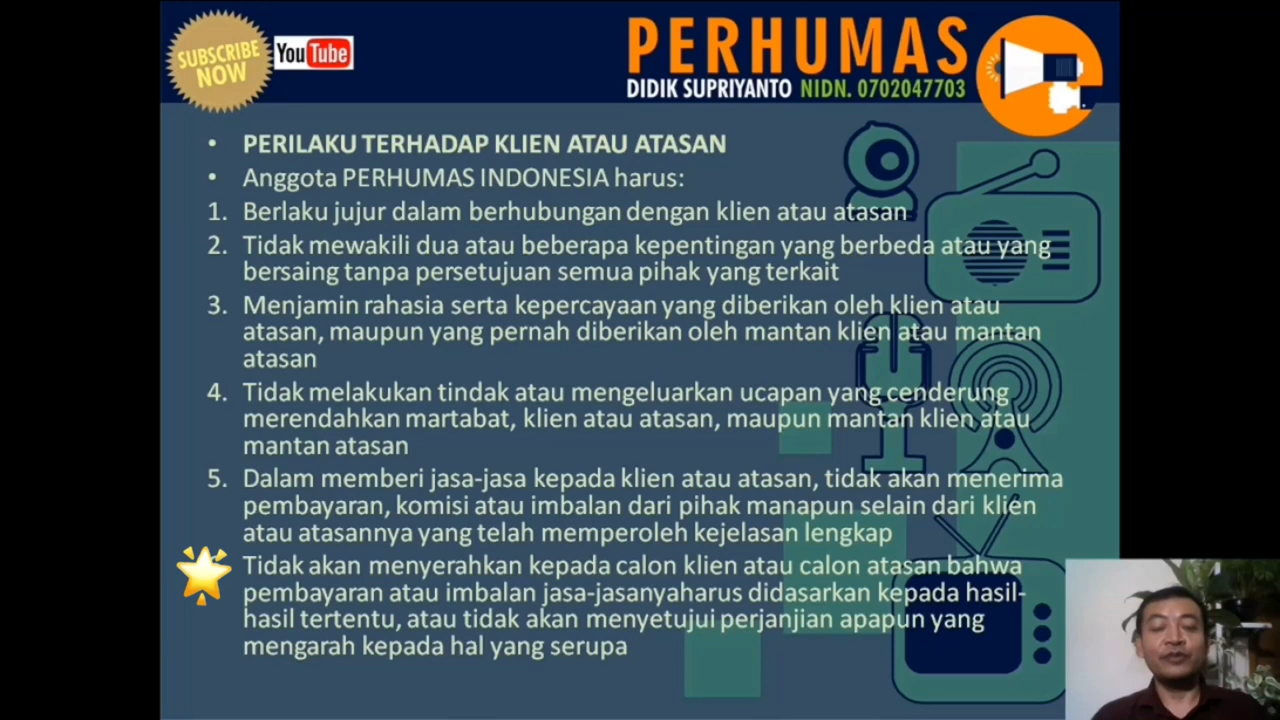 SUBSCRIBE
NOW
YouTube
PERHUMAS
DIDIK SUPRIYANTO NIDN. 0702047703
• PERILAKU TERHADAP KLIEN ATAU ATASAN
• Anggota PERHUMAS INDONESIA harus:
1. Berlaku jujur dalam berhubungan dengan klien atau atasan
2. Tidak mewakili dua atau beberapa kepentingan yang berbeda atau yang
bersaing tanpa persetujuan semua pihak yang terkait
3. Menjamin rahasia serta kepercayaan yang diberikan oleh klien atau
atasan, maupun yang pernah diberikan oleh mantan klien atau mantan
atasan
4. Tidak melakukan tindak atau mengeluarkan ucapan yang cenderung
merendahkan martabat, klien atau atasan, maupun mantan klien atau
mantan atasan
5. Dalam memberi jasa-jasa kepada klien atau atasan, tidak akan menerima
pembayaran, komisi atau imbalan dari pihak manapun selain dari klien
atau atasannya yang telah memperoleh kejelasan lengkap
Tidak akan menyerahkan kepada calon klien atau calon atasan bahwa
pembayaran atau imbalan jasa-jasanyaharus didasarkan kepada hasil-
hasil tertentu, atau tidak akan menyetujui perjanjian apapun yang
mengarah kepada hal yang serupa